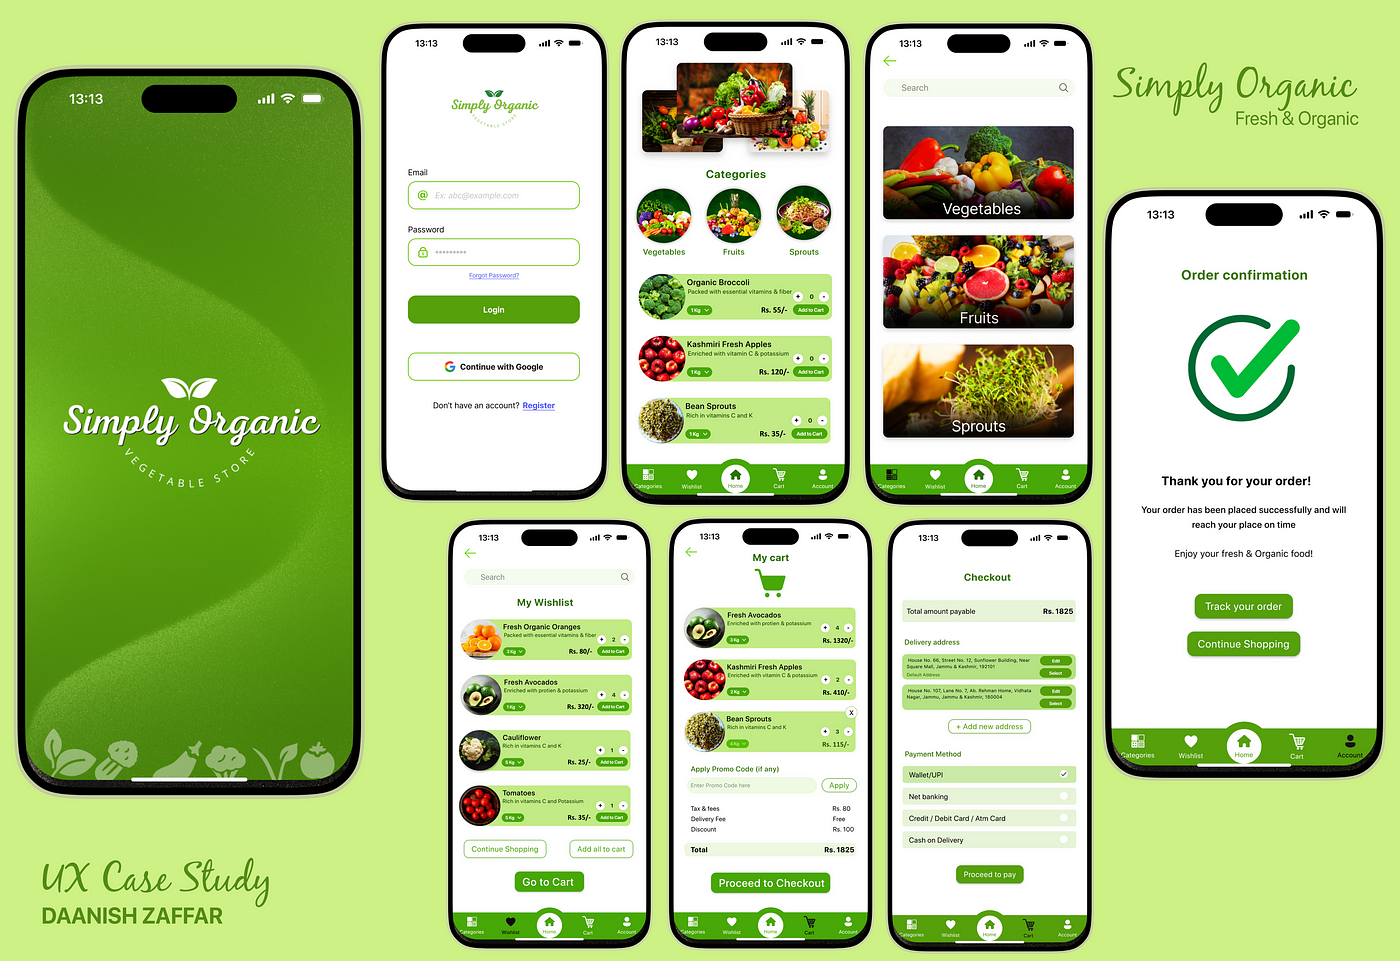 13:13
Simply Organic
VEGETABLE STORE
UX Case Study
DAANISH ZAFFAR
13:13
Simply Organic
VEGETABLE STORE
Email
@ Ex: abc@example.com
Password
*********
Forgot Password?
Login
G Continue with Google
Don't have an account? Register
13:13
Categories
Vegetables Fruits Sprouts
Organic Broccoli
Packed with essential vitamins & fiber
+ 0 -
1 Kg Rs. 55/- Add to Cart
Kashmiri Fresh Apples
Enriched with vitamin C & potassium
+ 0 -
1 Kg Rs. 120/- Add to Cart
Bean Sprouts
Rich in vitamins C and K
+ 0 -
1 Kg Rs. 35/- Add to Cart
Categories Wishlist Home Cart Account
13:13
Search
Vegetables
Fruits
Sprouts
Categories Wishlist Home Cart Account
Simply Organic
Fresh & Organic
13:13
Order confirmation
Thank you for your order!
Your order has been placed successfully and will
reach your place on time
Enjoy your fresh & Organic food!
Track your order
Continue Shopping
Categories Wishlist Home Cart Account
13:13
Search
My Wishlist
Fresh Organic Oranges
Packed with essential vitamins & fiber
+ 2 -
2 Kg Rs. 80/- Add to Cart
Fresh Avocados
Enriched with protien & potassium
+ 4 -
1 Kg Rs. 320/- Add to Cart
Cauliflower
Rich in vitamins C and K
+ 1 -
5 Kg Rs. 25/- Add to Cart
Tomatoes
Rich in vitamins C and Potassium
+ 1 -
5 Kg Rs. 35/- Add to Cart
Continue Shopping Add all to cart
Go to Cart
Categories Wishlist Home Cart Account
13:13
My cart
Fresh Avocados
Enriched with protien & potassium
+ 4 -
Rs. 1320/-
Kashmiri Fresh Apples
Enriched with vitamin C & potassium
+ 2 -
2 Kg Rs. 410/-
X
Bean Sprouts
Rich in vitamins C and K
+ 3 -
Rs. 115/-
Apply Promo Code (if any)
Enter Promo Code here Apply
Tax & fees Rs. 80
Delivery Fee Free
Discount Rs. 100
Total Rs. 1825
Proceed to Checkout
Categories Wishlist Home Cart Account
13:13
Checkout
Total amount payable Rs. 1825
Delivery address
House No. 66, Street No. 12, Sunflower Building, Near
Square Mall, Jammu & Kashmir, 192101
Default Address
Edit
Select
House No. 107, Lane No. 7, Ab. Rehman Home, Vidhata
Nagar, Jammu, Jammu & Kashmir, 180004
Edit
Select
+ Add new address
Payment Method
Wallet/UPI
Net banking
Credit / Debit Card / Atm Card
Cash on Delivery
Proceed to pay
Categories Wishlist Home Cart Account